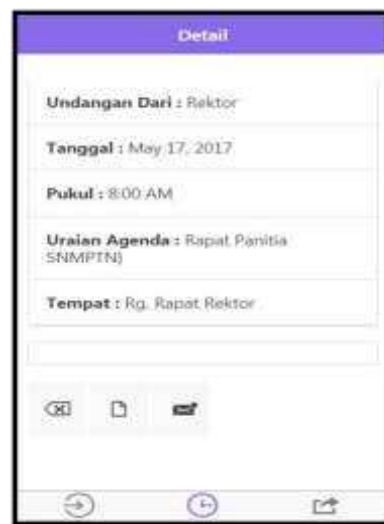 Detail
Undangan Dari : Rektor
Tanggal : May 17, 2017
Pukul : 8:00 AM
Uraian Agenda : Rapat Panitia
SNMPTN)
Tempat : Rg. Rapat Rektor